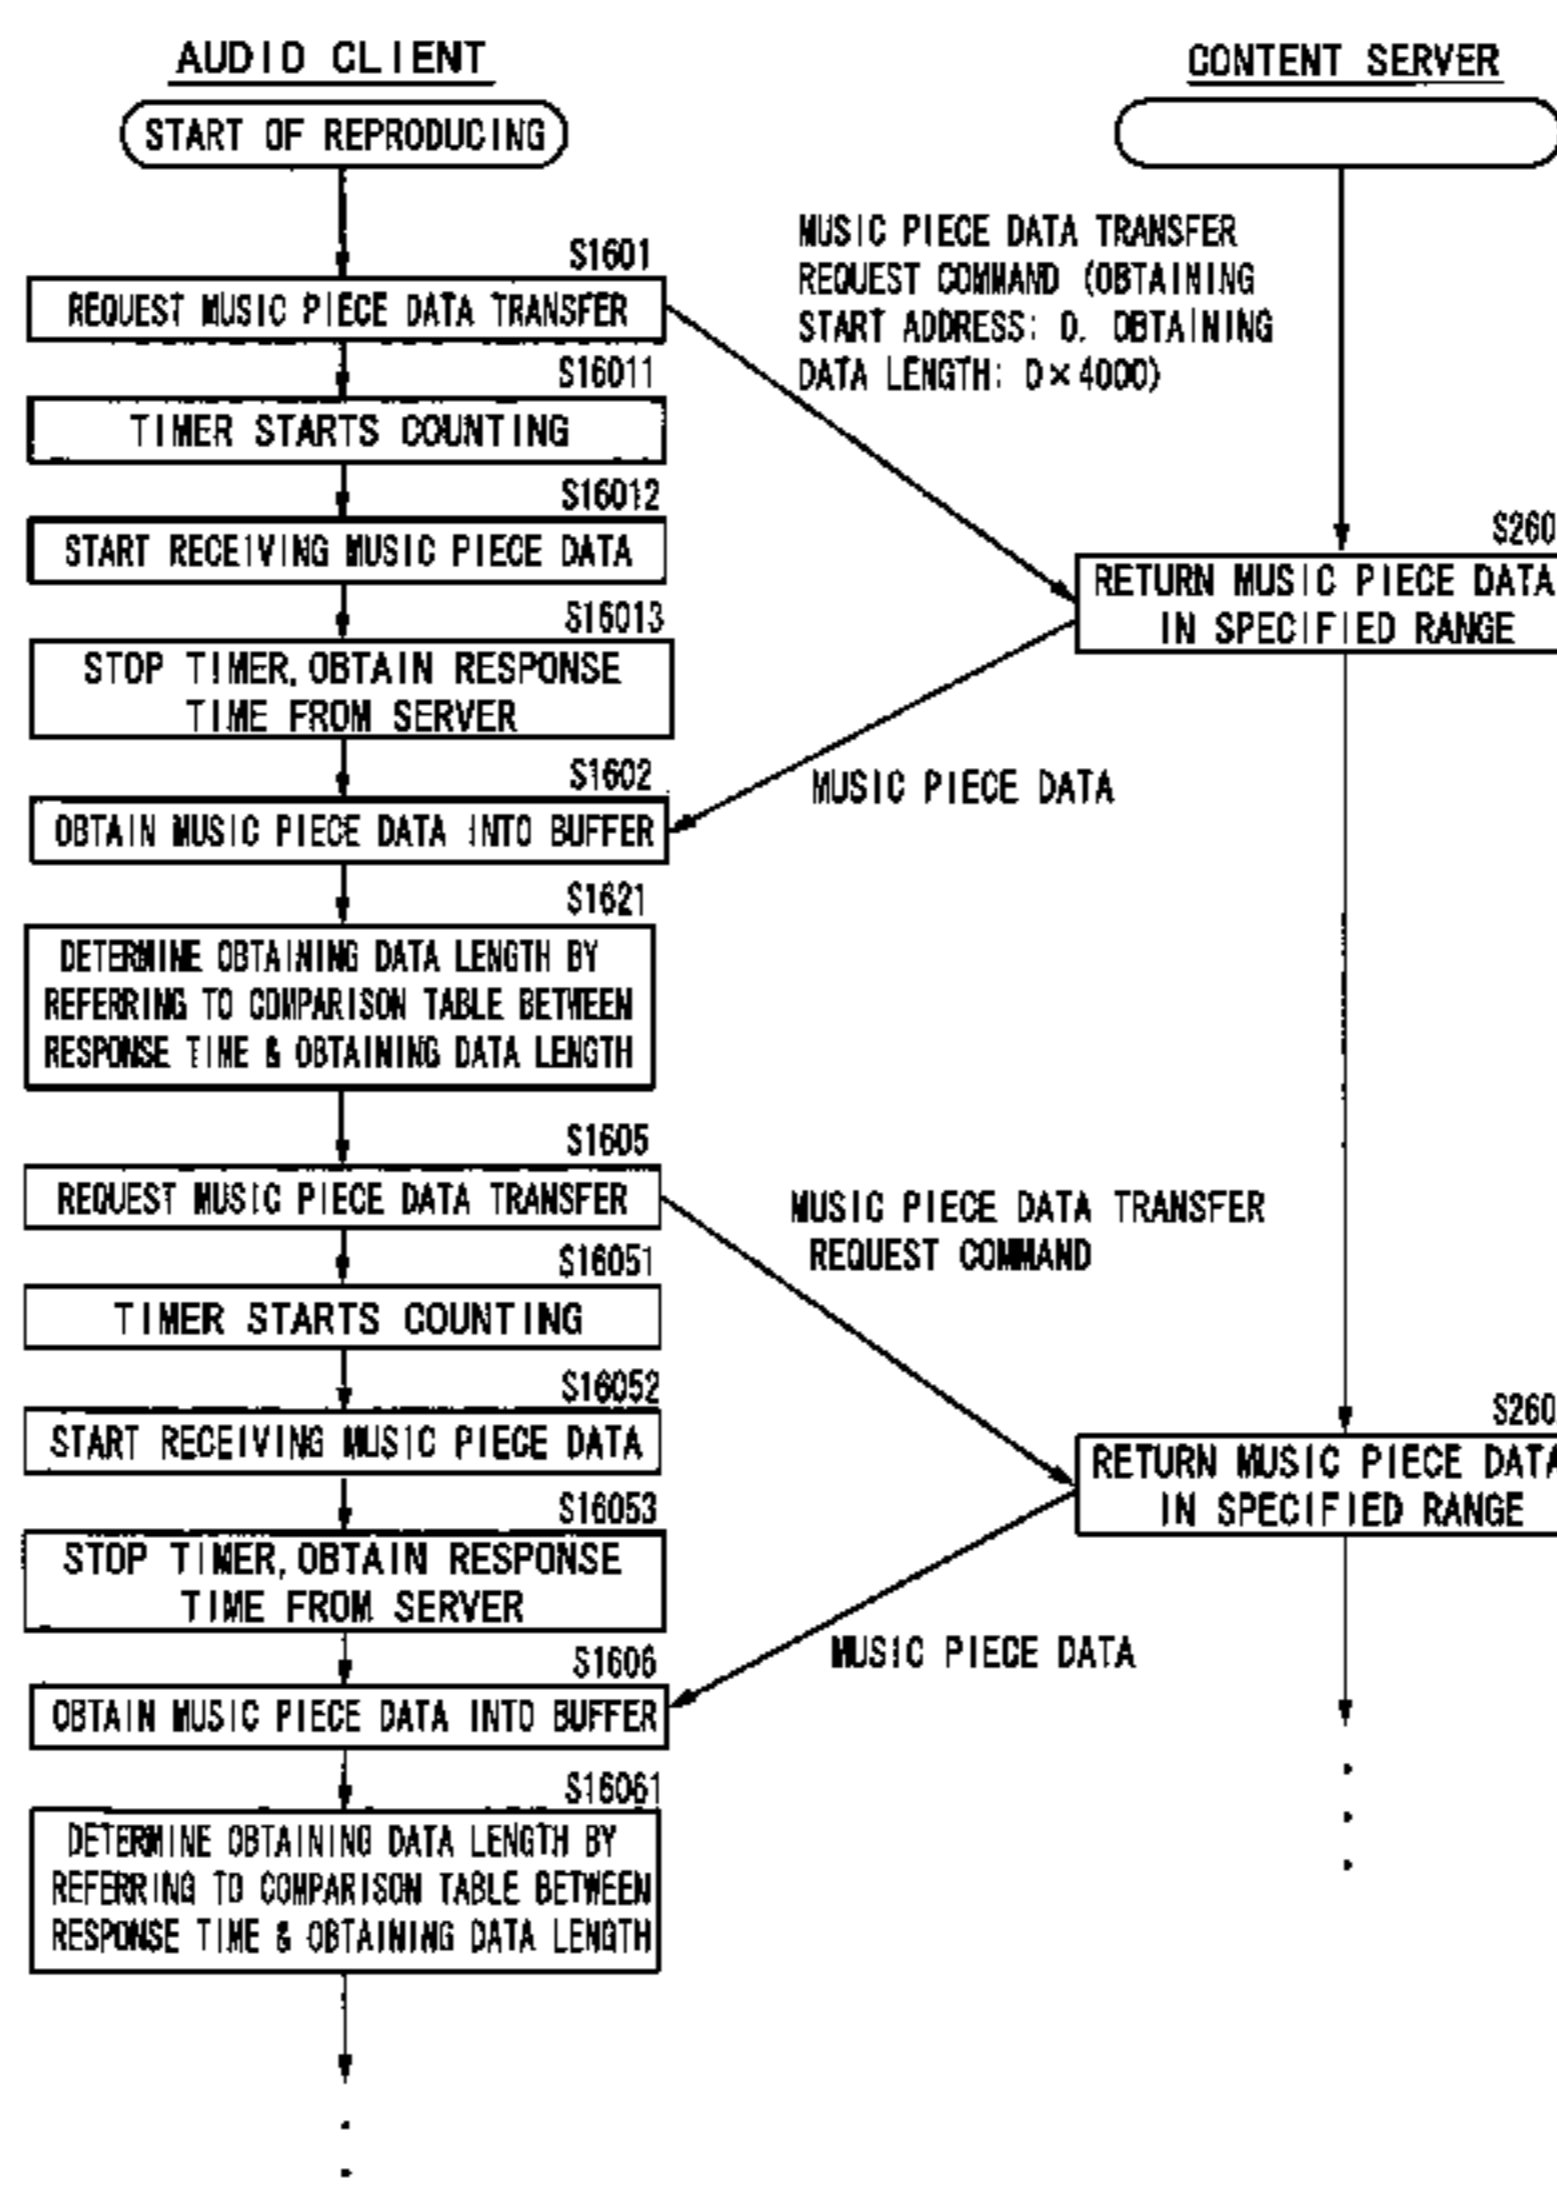 AUDIO CLIENT
START OF REPRODUCING
S1601
REQUEST MUSIC PIECE DATA TRANSFER
S16011
TIMER STARTS COUNTING
S16012
START RECEIVING MUSIC PIECE DATA
S16013
STOP TIMER, OBTAIN RESPONSE
TIME FROM SERVER
S1602
OBTAIN MUSIC PIECE DATA INTO BUFFER
S1621
DETERMINE OBTAINING DATA LENGTH BY
REFERRING TO COMPARISON TABLE BETWEEN
RESPONSE TIME & OBTAINING DATA LENGTH
S1605
REQUEST MUSIC PIECE DATA TRANSFER
S16051
TIMER STARTS COUNTING
S16052
START RECEIVING MUSIC PIECE DATA
S16053
STOP TIMER, OBTAIN RESPONSE
TIME FROM SERVER
S1606
OBTAIN MUSIC PIECE DATA INTO BUFFER
S16061
DETERMINE OBTAINING DATA LENGTH BY
REFERRING TO COMPARISON TABLE BETWEEN
RESPONSE TIME & OBTAINING DATA LENGTH
MUSIC PIECE DATA TRANSFER
REQUEST COMMAND (OBTAINING
START ADDRESS: 0. OBTAINING
DATA LENGTH: D×4000)
MUSIC PIECE DATA
MUSIC PIECE DATA TRANSFER
REQUEST COMMAND
MUSIC PIECE DATA
CONTENT SERVER
S260
RETURN MUSIC PIECE DATA
IN SPECIFIED RANGE
S260
RETURN MUSIC PIECE DATA
IN SPECIFIED RANGE